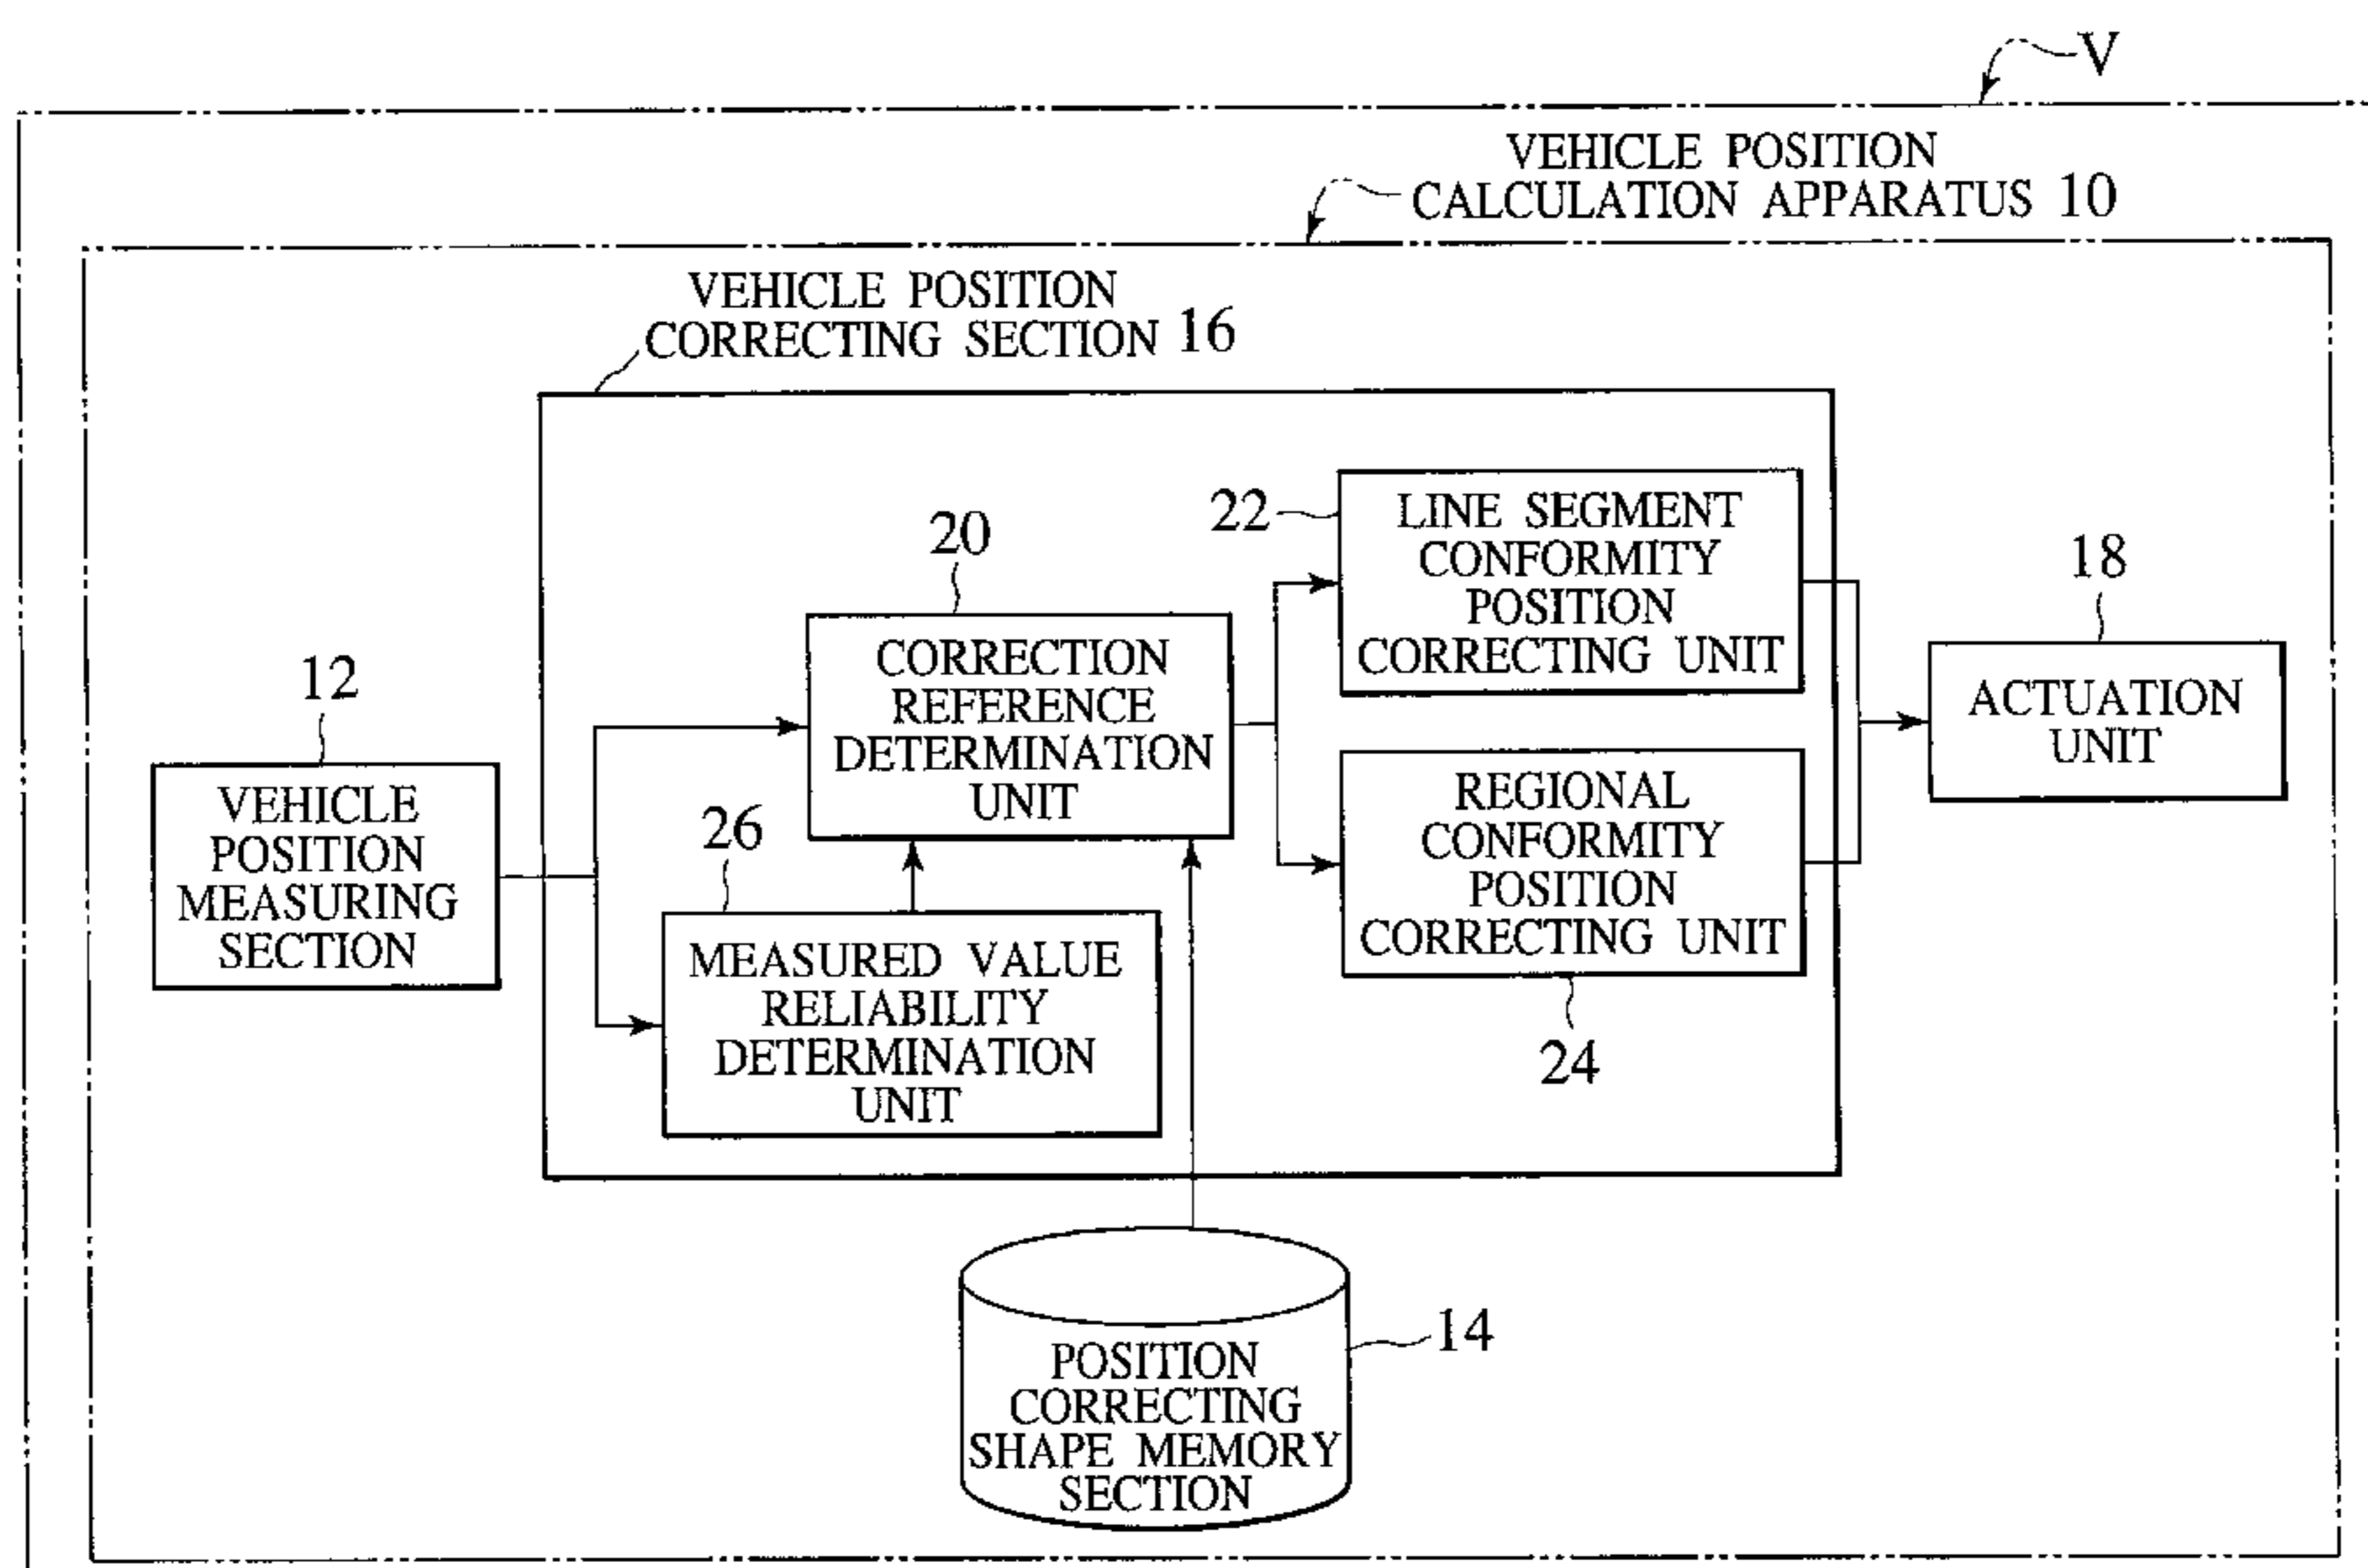 V
VEHICLE POSITION
CALCULATION APPARATUS 10
VEHICLE POSITION
CORRECTING SECTION 16
22
LINE SEGMENT
CONFORMITY
POSITION
CORRECTING UNIT
20
CORRECTION
REFERENCE
DETERMINATION
UNIT
18
ACTUATION
UNIT
12
VEHICLE
POSITION
MEASURING
SECTION
26
MEASURED VALUE
RELIABILITY
DETERMINATION
UNIT
REGIONAL
CONFORMITY
POSITION
CORRECTING UNIT
24
14
POSITION
CORRECTING
SHAPE MEMORY
SECTION